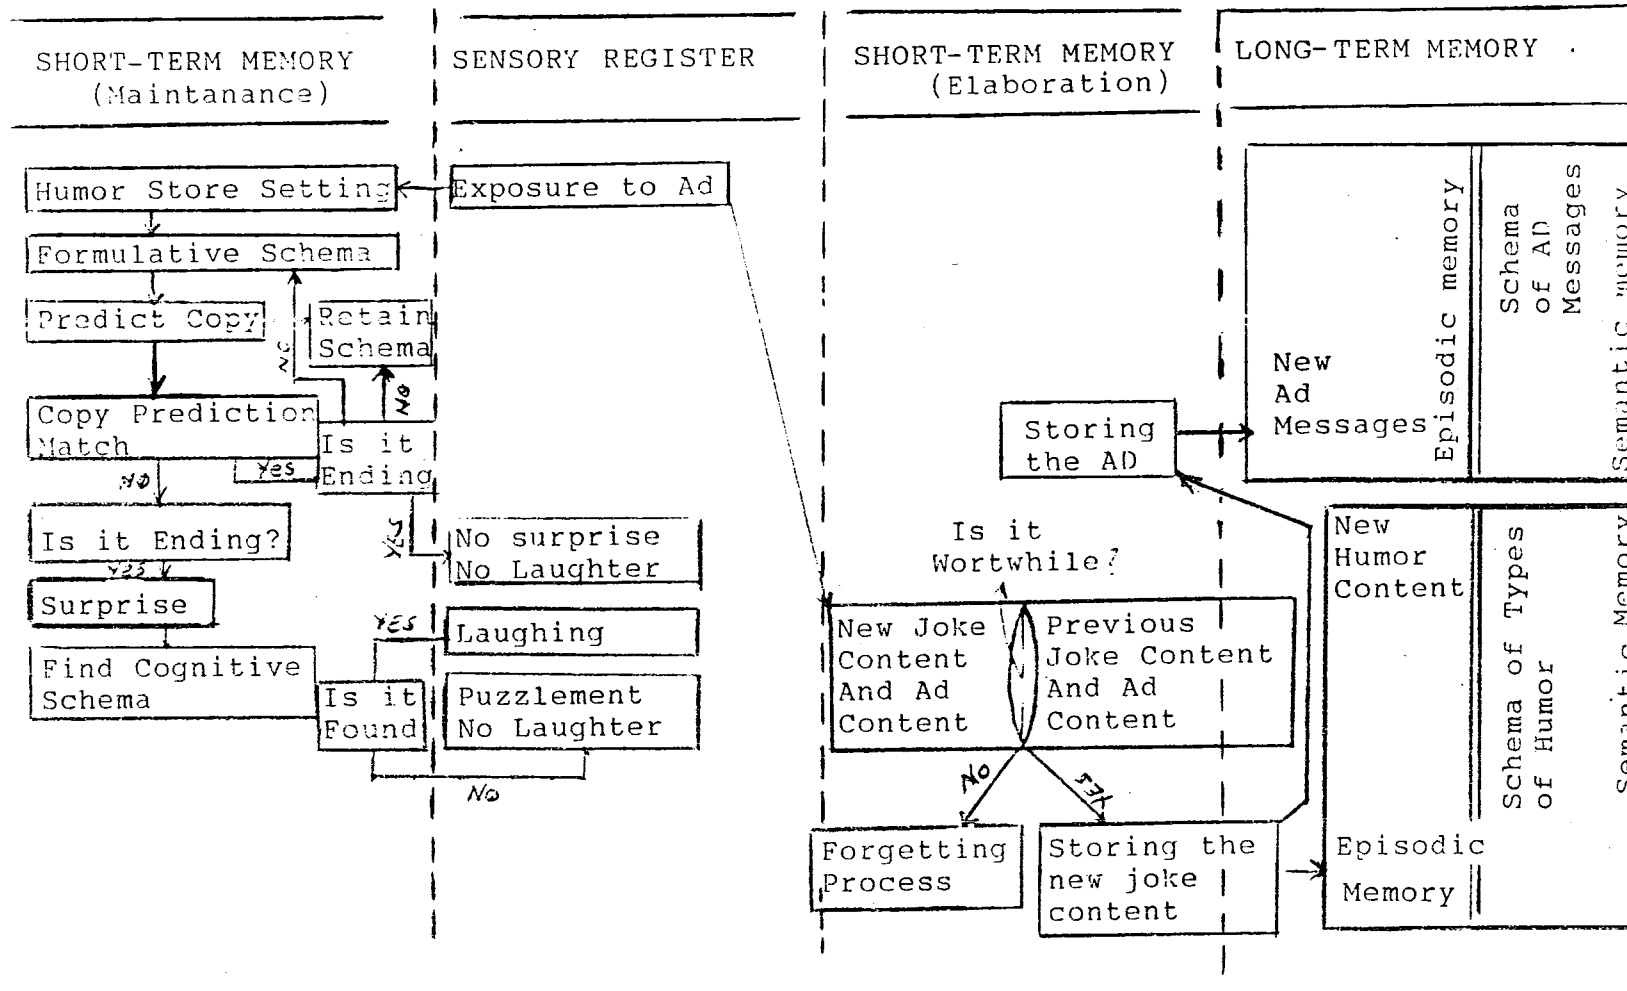 SHORT-TERM MEMORY
(Maintanance)
SENSORY REGISTER
SHORT-TERM MEMORY
(Elaboration)
LONG-TERM MEMORY
Humor Store Setting
Exposure to Ad
Formulative Schema
Predict Copy
Retain
Schema
NO
NO
Copy Prediction
Match
Is it
Ending
Yes
NO
YES
Is it Ending?
YES
Surprise
Find Cognitive
Schema
Is it
Found
YES
No
No surprise
No Laughter
Laughing
Puzzlement
No Laughter
Is it
Wortwhile?
New Joke
Content
And Ad
Content
Previous
Joke Content
And Ad
Content
No
YES
Forgetting
Process
Storing the
new joke
content
Storing
the AD
New
Ad
Messages
Episodic memory
Schema
of AD
Messages
Semantic memory
New
Humor
Content
Episodic
Memory
Schema of Types
of Humor
Semantic Memory